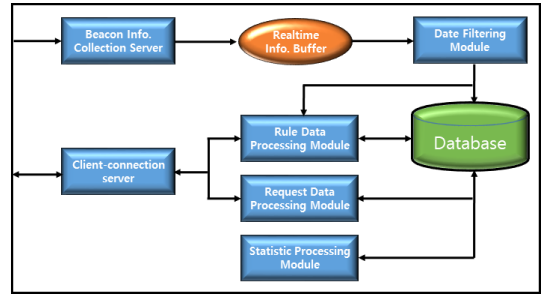 Beacon Info.
Collection Server
Realtime
Info. Buffer
Date Filtering
Module
Rule Data
Processing Module
Database
Client-connection
server
Request Data
Processing Module
Statistic Processing
Module